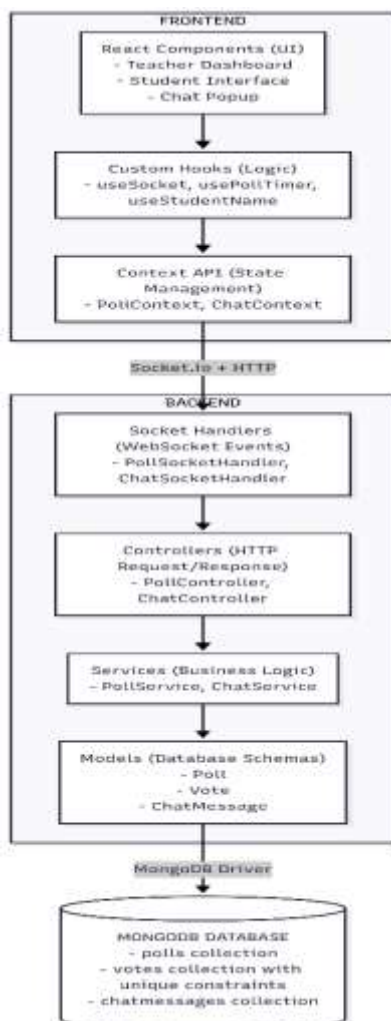 FRONTEND
React Components (UI)
- Teacher Dashboard
- Student Interface
- Chat Popup
Custom Hooks (Logic)
- useSocket, usePollTimer,
useStudentName
Context API (State
Management)
- PollContext, ChatContext
Socket.io + HTTP
BACKEND
Socket Handlers
(WebSocket Events)
- PollSocketHandler,
ChatSocketHandler
Controllers (HTTP
Request/Response)
- PollController,
ChatController
Services (Business Logic)
- PollService, ChatService
Models (Database Schemas)
- Poll
- Vote
- ChatMessage
MongoDB Driver
MONGODB DATABASE
- polls collection
- votes collection with
unique constraints
- chatmessages collection